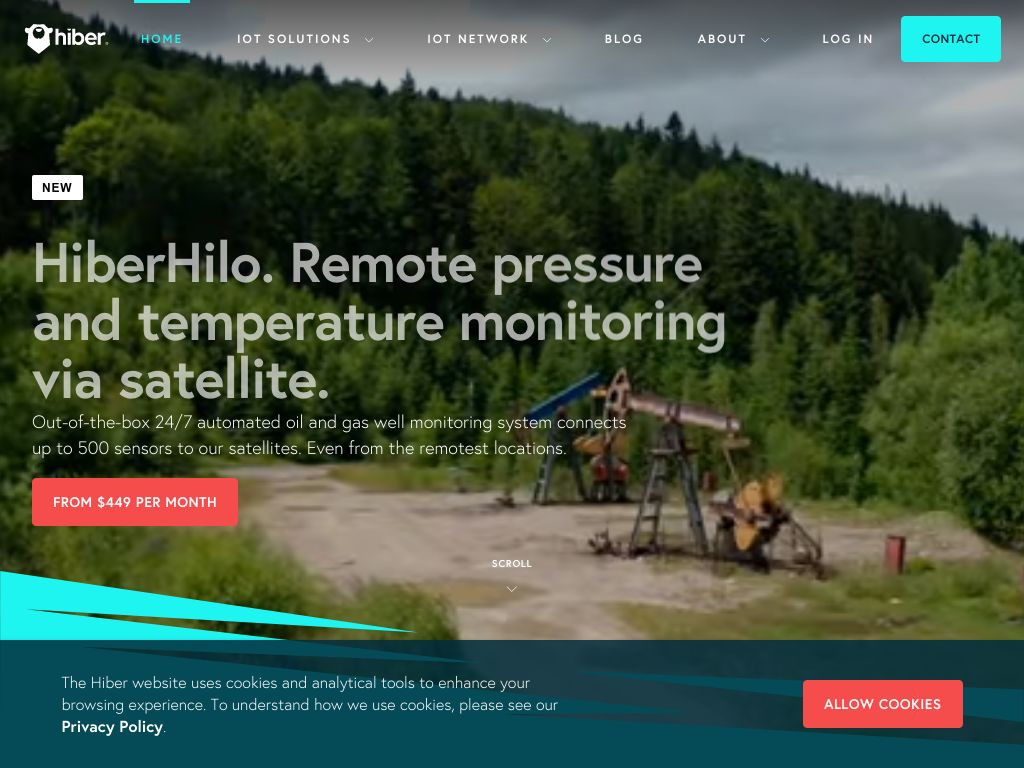 hiber
HOME
IOT SOLUTIONS
IOT NETWORK
BLOG
ABOUT
LOG IN
CONTACT
NEW
HiberHilo. Remote pressure
and temperature monitoring
via satellite.
Out-of-the-box 24/7 automated oil and gas well monitoring system connects
up to 500 sensors to our satellites. Even from the remotest locations.
FROM $449 PER MONTH
SCROLL
The Hiber website uses cookies and analytical tools to enhance your
browsing experience. To understand how we use cookies, please see our
Privacy Policy.
ALLOW COOKIES